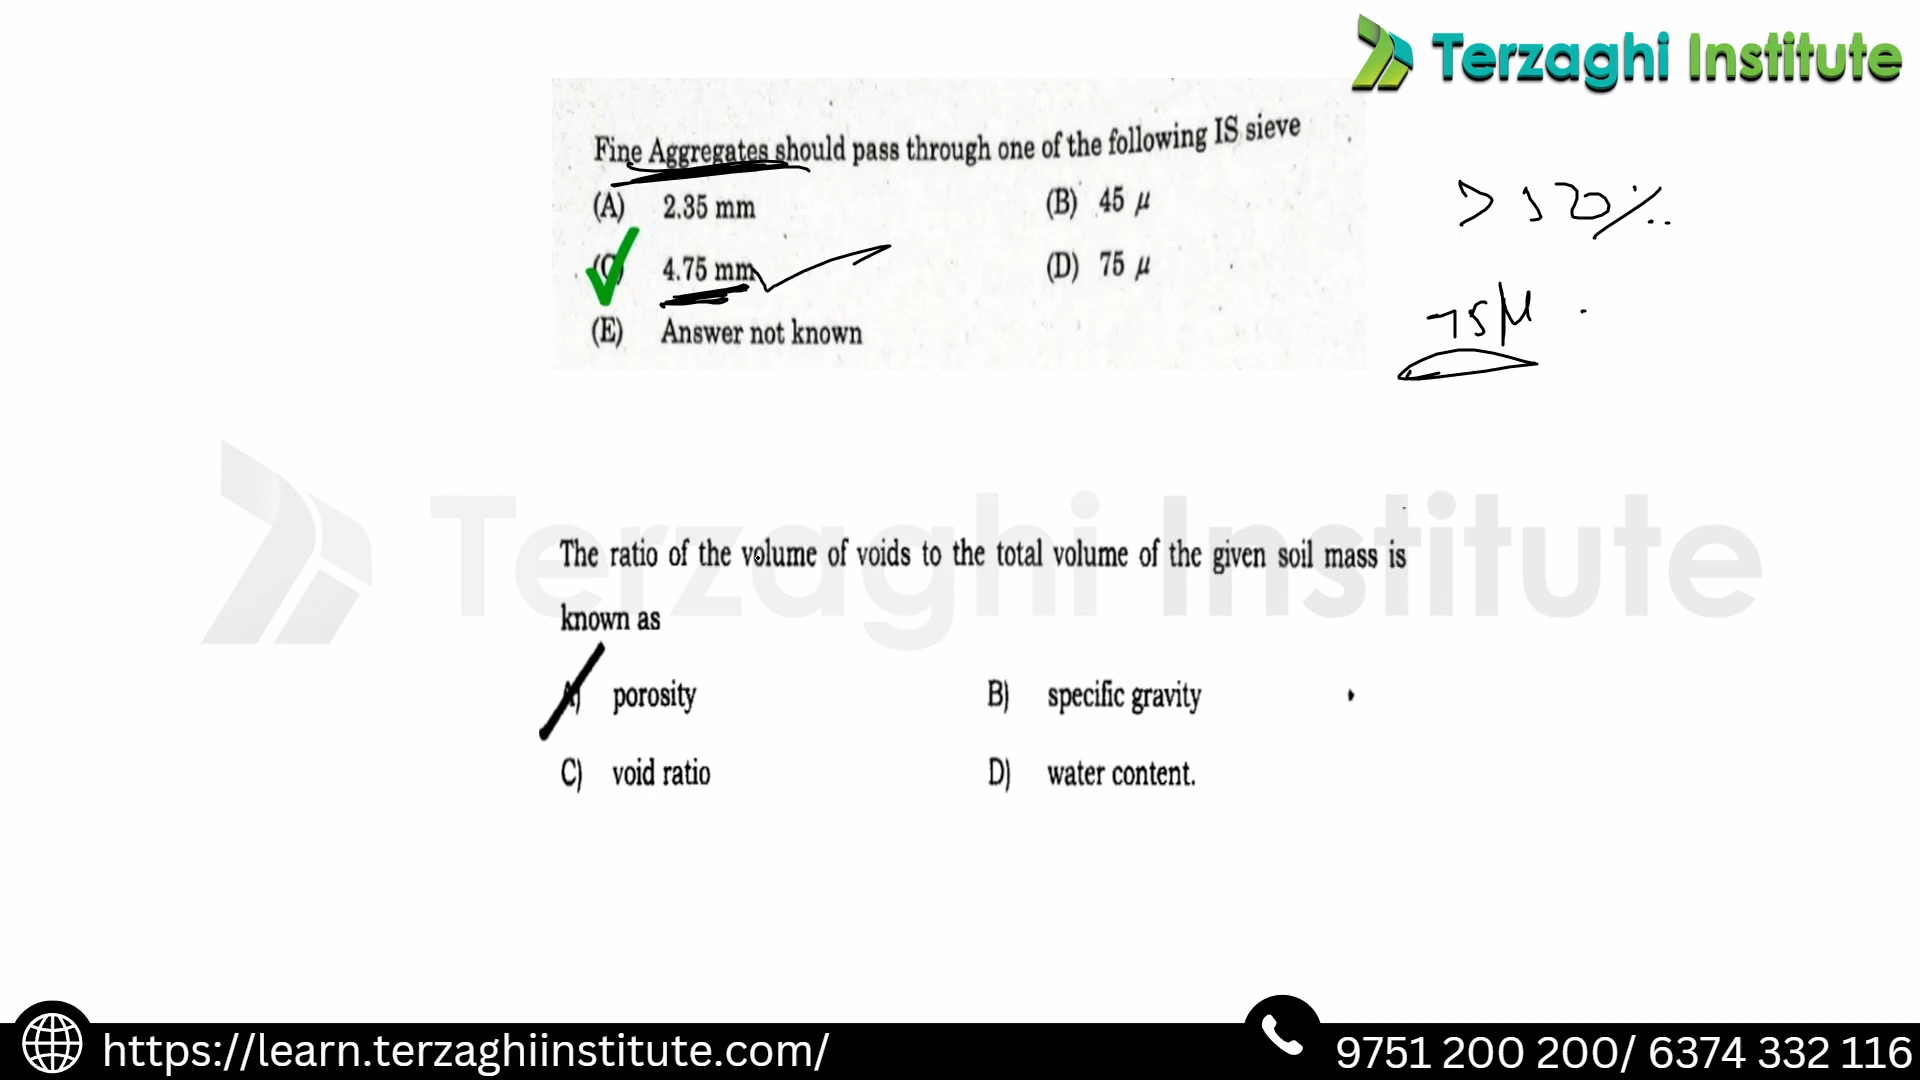 Terzaghi Institute
Fine Aggregates should pass through one of the following IS sieve
(A) 2.35 mm (B) 45 μ
(C) 4.75 mm (D) 75 μ
(E) Answer not known
75μ
Terzaghi Institute
The ratio of the volume of voids to the total volume of the given soil mass is
known as
A) porosity B) specific gravity
C) void ratio D) water content.
https://learn.terzaghiinstitute.com/ 9751 200 200/ 6374 332 116